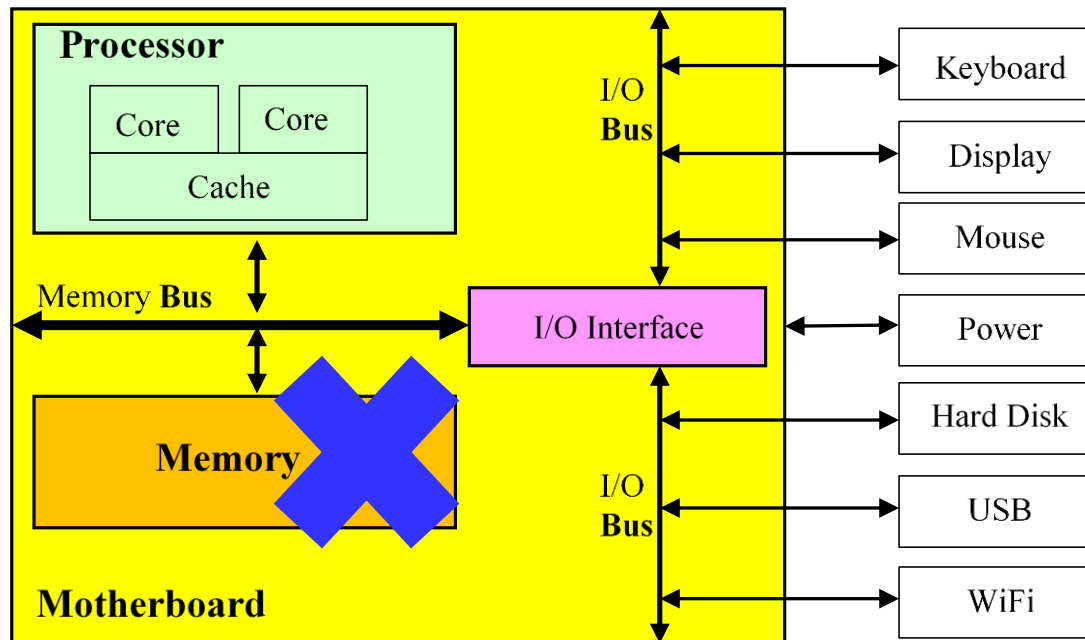 Processor
Core
Core
Cache
Memory Bus
Memory
Motherboard
I/O
Bus
I/O Interface
I/O
Bus
Keyboard
Display
Mouse
Power
Hard Disk
USB
WiFi